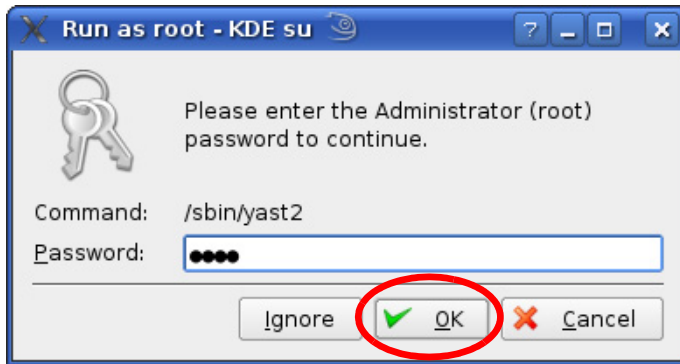 Run as root - KDE su
Please enter the Administrator (root)
password to continue.
Command: /sbin/yast2
Password: ●●●●
Ignore OK Cancel